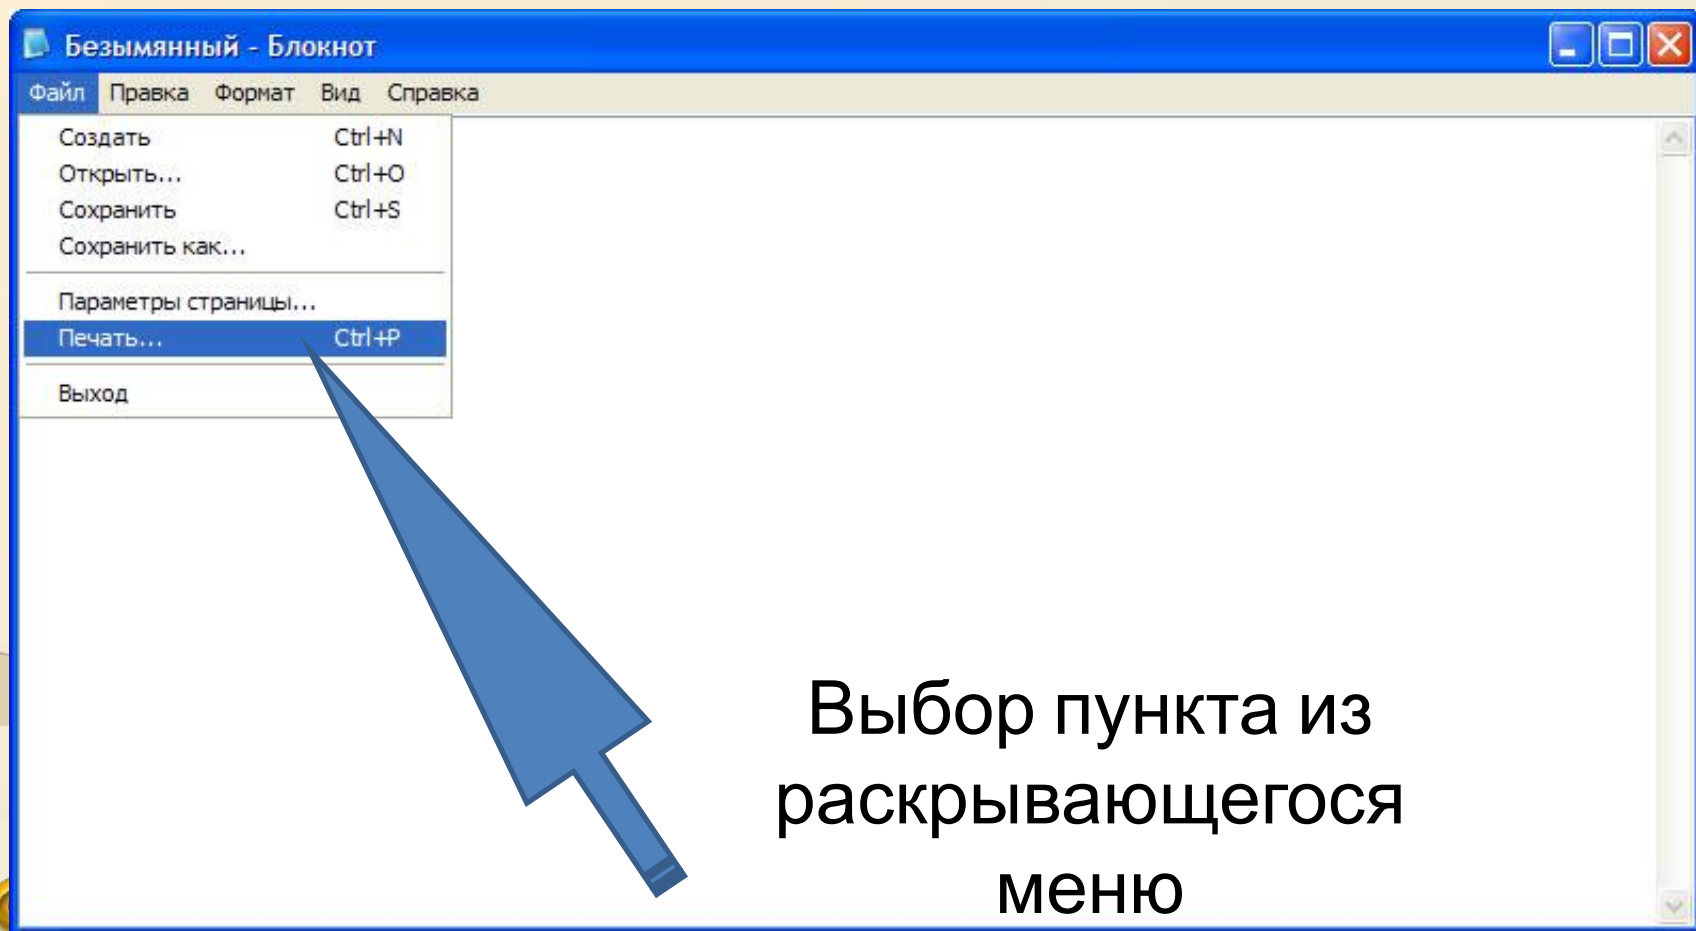 Безымянный - Блокнот
Файл Правка Формат Вид Справка
Создать Ctrl+N
Открыть... Ctrl+O
Сохранить Ctrl+S
Сохранить как...
Параметры страницы...
Печать... Ctrl+P
Выход
Выбор пункта из
раскрывающегося
меню